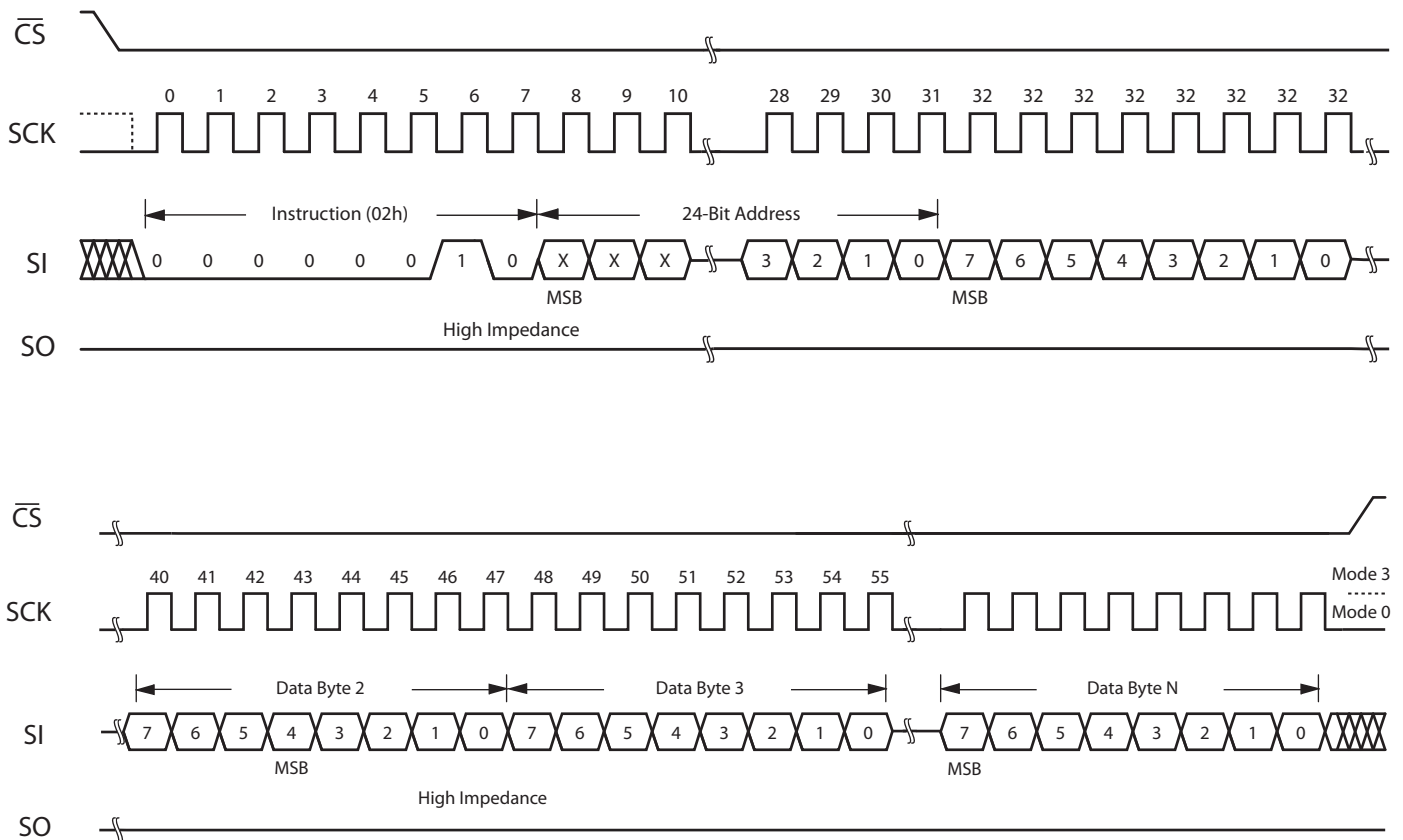 CS
0 1 2 3 4 5 6 7 8 9 10 28 29 30 31 32 32 32 32 32 32 32 32
SCK
Instruction (02h) 24-Bit Address
SI 0 0 0 0 0 0 1 0 X X X 3 2 1 0 7 6 5 4 3 2 1 0
MSB MSB
High Impedance
SO
CS
40 41 42 43 44 45 46 47 48 49 50 51 52 53 54 55 Mode 3
SCK Mode 0
Data Byte 2 Data Byte 3 Data Byte N
SI 7 6 5 4 3 2 1 0 7 6 5 4 3 2 1 0 7 6 5 4 3 2 1 0
MSB MSB
High Impedance
SO